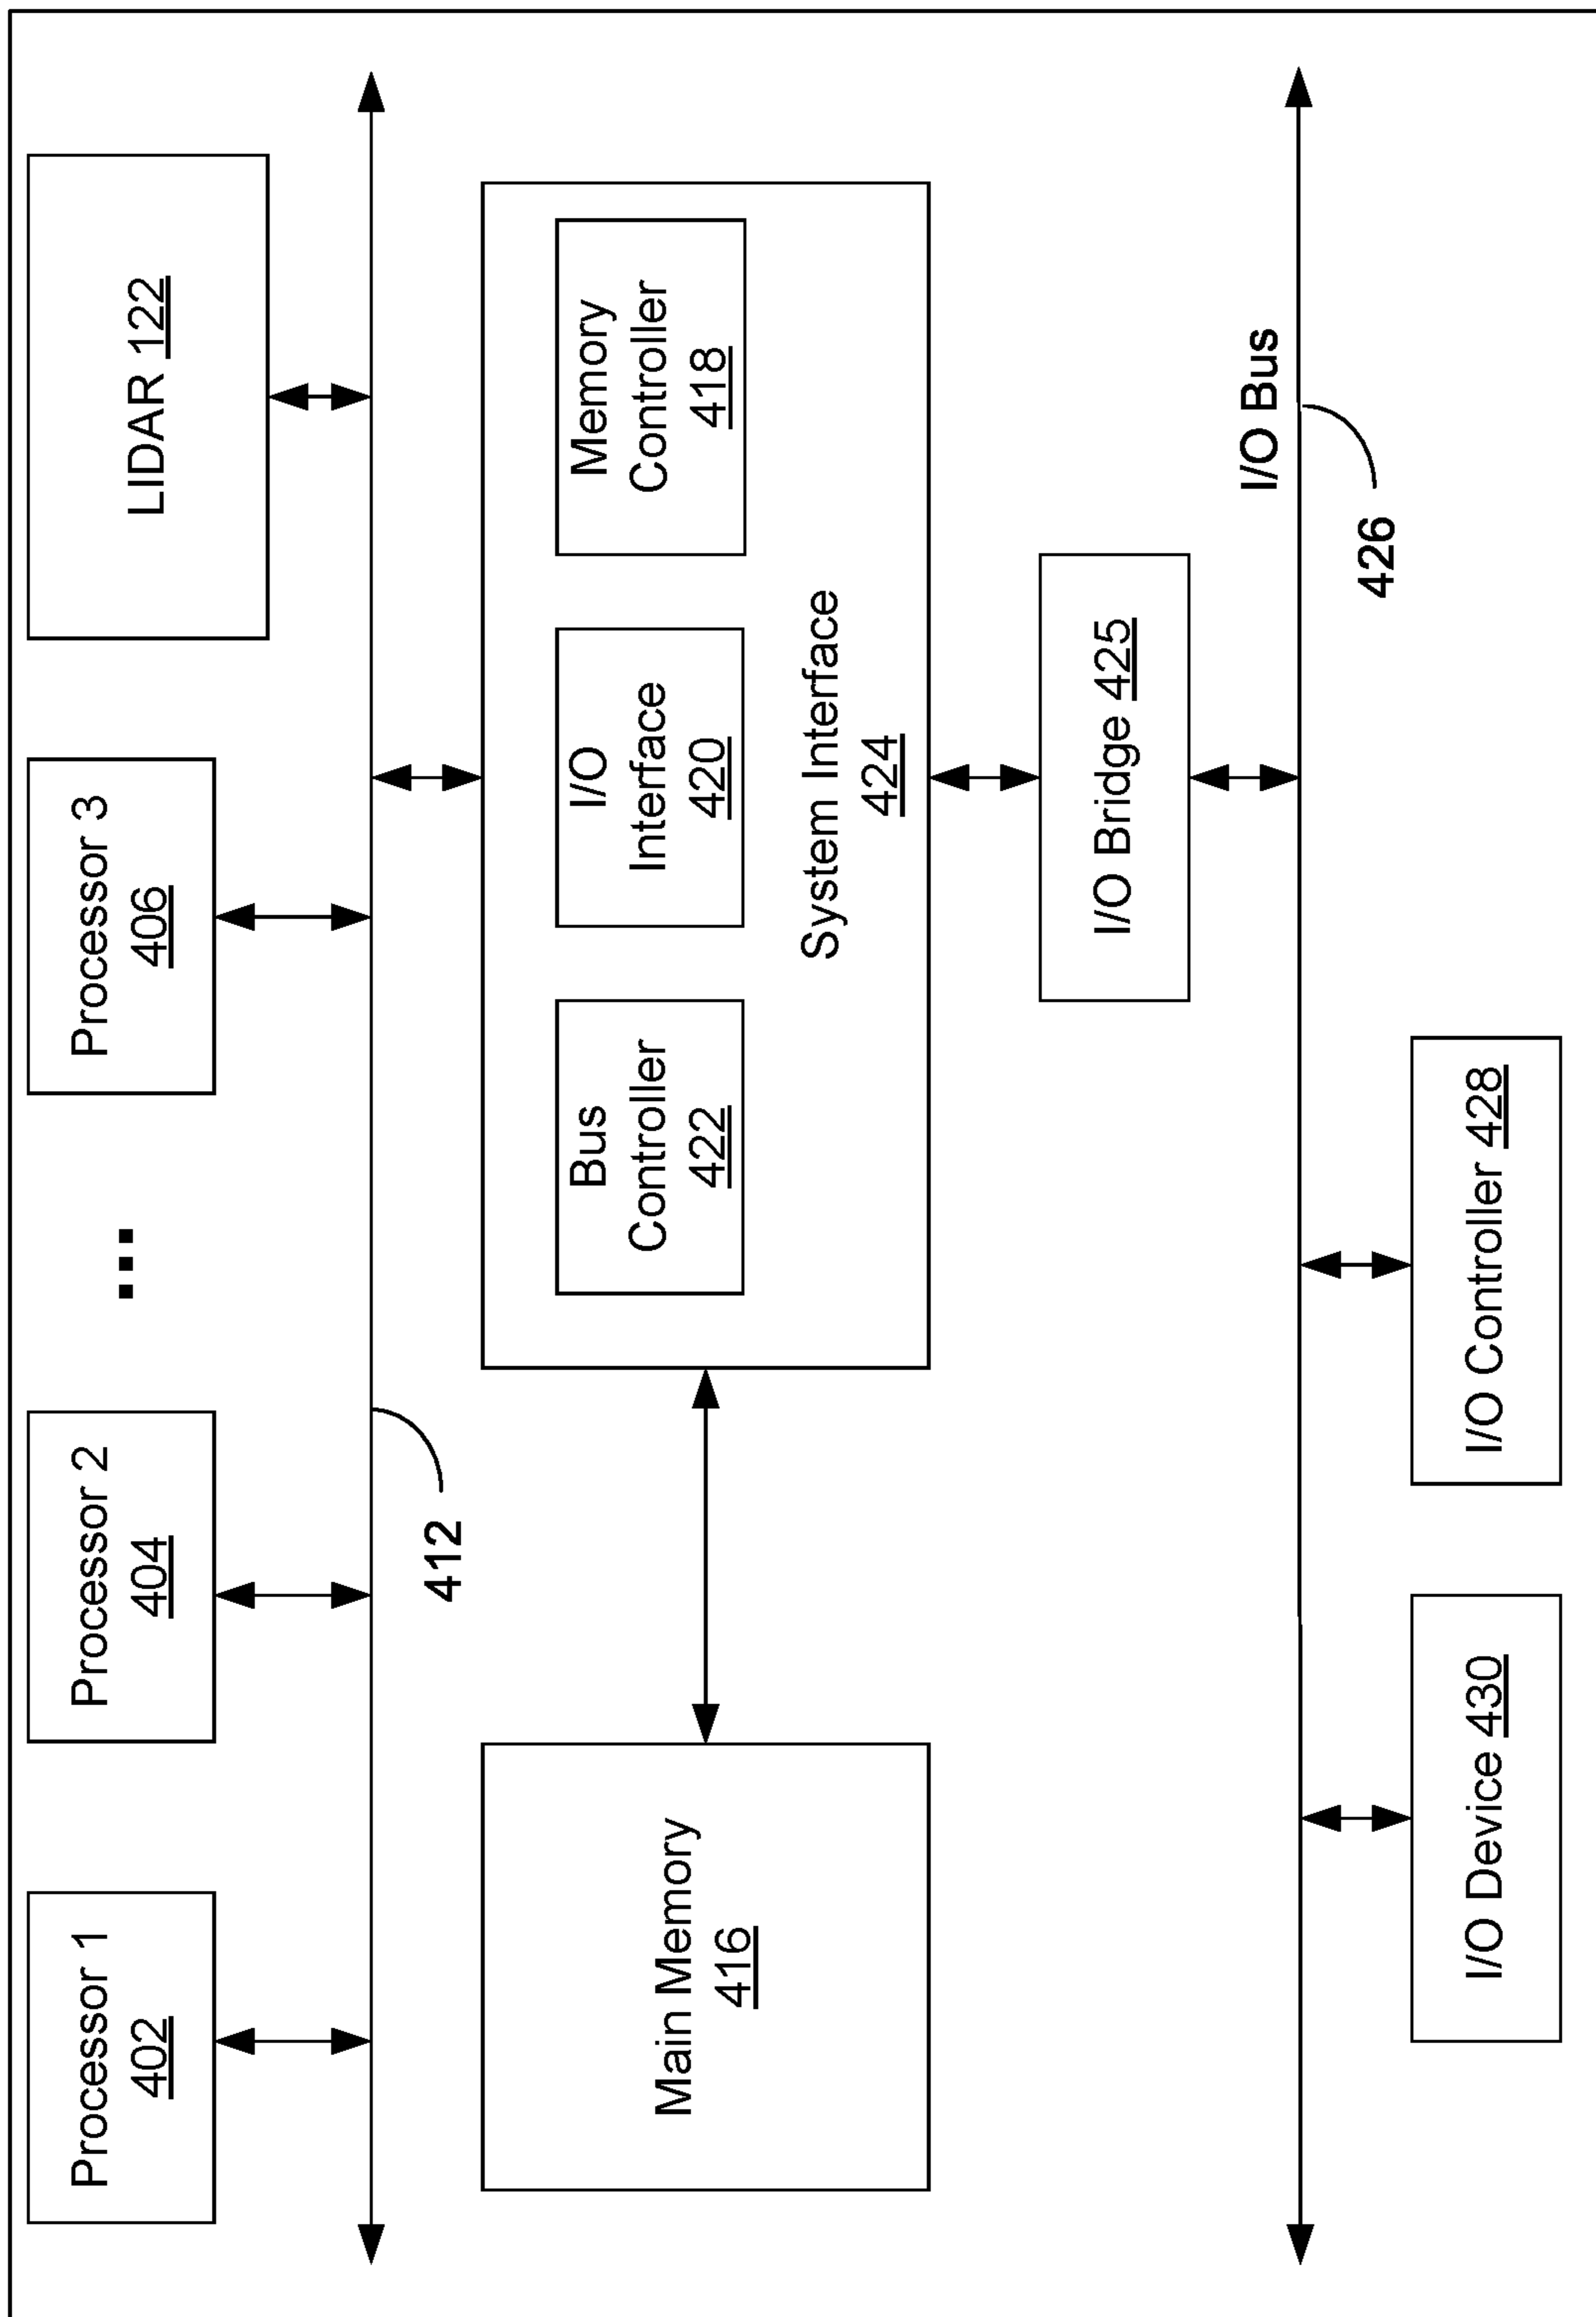 Processor 1
402
Processor 2
404
...
Processor 3
406
LIDAR 122
412
Main Memory
416
Bus
Controller
422
I/O
Interface
420
Memory
Controller
418
System Interface
424
I/O Bridge 425
I/O Bus
426
I/O Device 430
I/O Controller 428